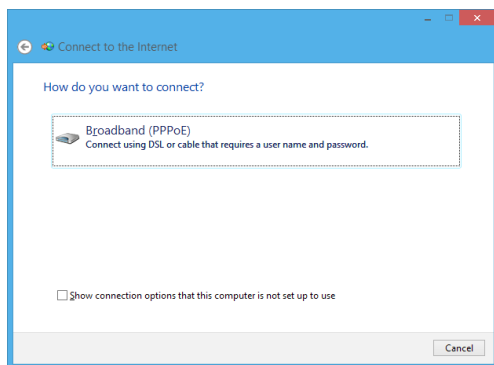 Connect to the Internet
How do you want to connect?
Broadband (PPPoE)
Connect using DSL or cable that requires a user name and password.
Show connection options that this computer is not set up to use
Cancel